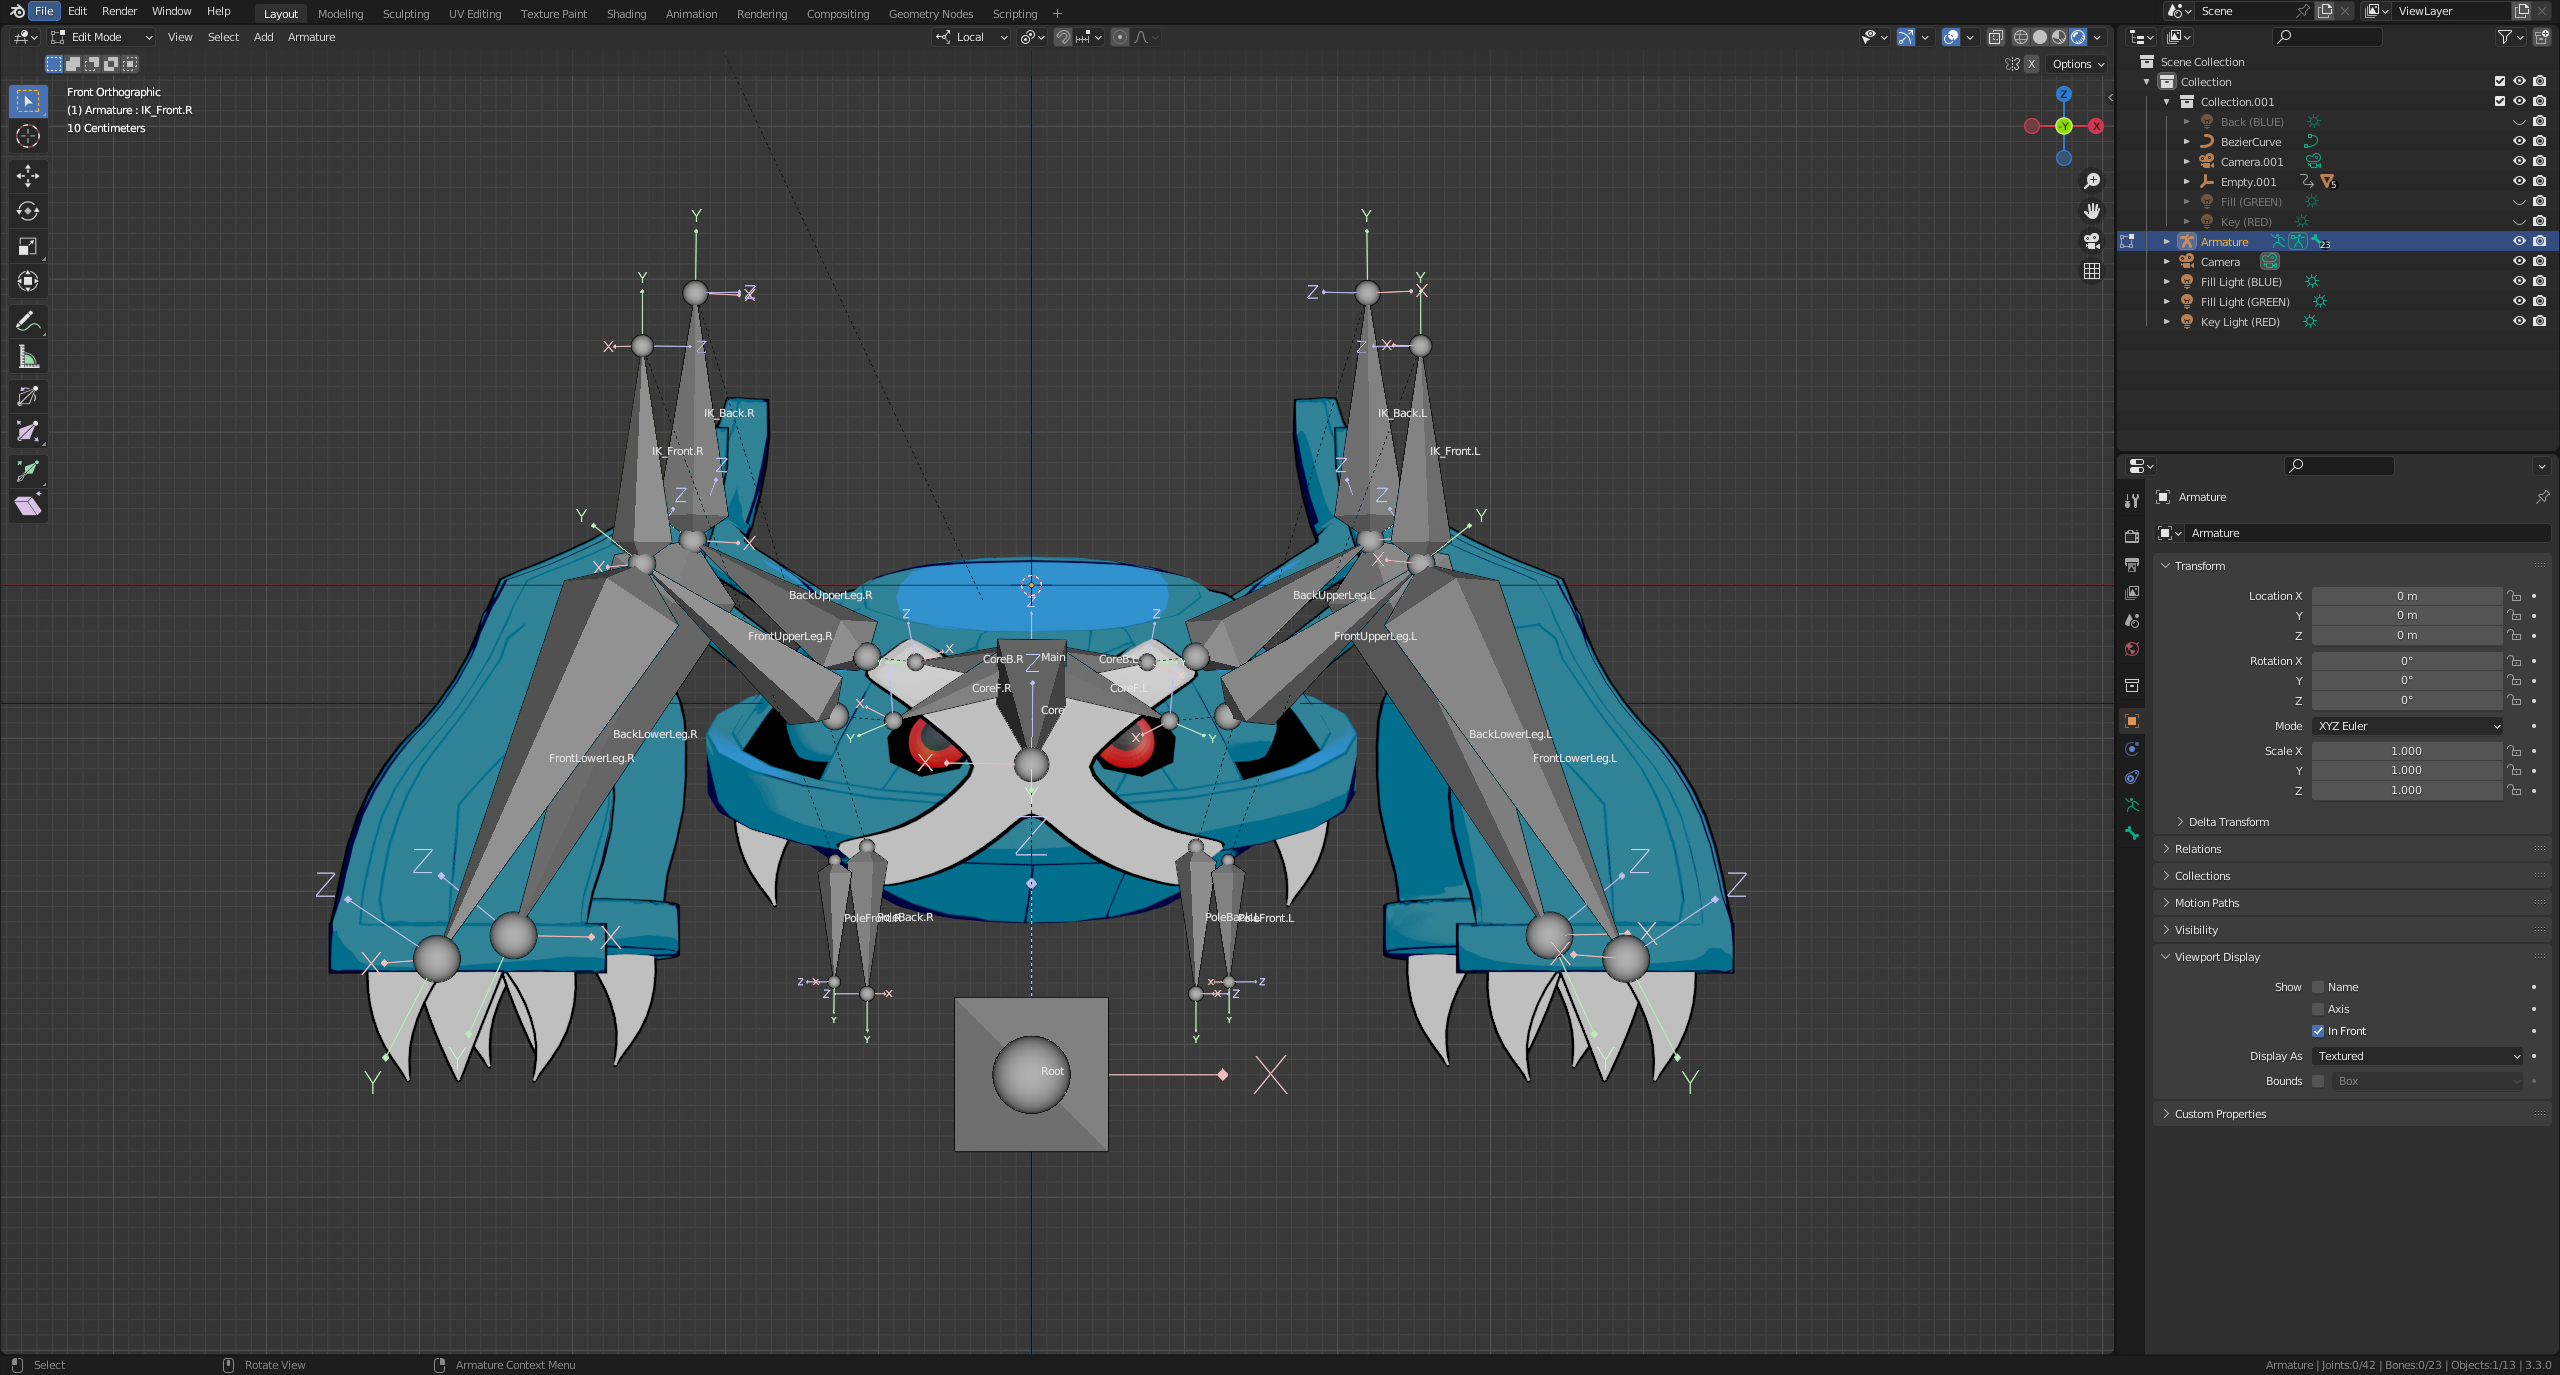 File Edit Render Window Help Layout Modeling Sculpting UV Editing Texture Paint Shading Animation Rendering Compositing Geometry Nodes Scripting + Scene ViewLayer
Edit Mode View Select Add Armature Local
X Options
Front Orthographic
(1) Armature : IK_Front.R
10 Centimeters
Z
Y X
Y Y
Y Y
Z X
X Z
Z X
IK_Back.R IK_Back.L
IK_Front.R IK_Front.L
Z Z
Z Z
Y Y
X X
X X
BackUpperLeg.R BackUpperLeg.L
Z Z Z
FrontUpperLeg.R FrontUpperLeg.L
X
CoreB.R Z Main
CoreF.R
X Core
BackLowerLeg.R Y X Y BackLowerLeg.L
FrontLowerLeg.R X FrontLowerLeg.L
Z Z Z
Z Z
PoleBack.R PoleFront.L
X X X X
Z X X Z
Z X X Z
Y Y
Y Y
Y Y
Root X
Y Y
Scene Collection
Collection
Collection.001
Back (BLUE)
BezierCurve
Camera.001
Empty.001 5
Fill (GREEN)
Key (RED)
Armature 23
Camera
Fill Light (BLUE)
Fill Light (GREEN)
Key Light (RED)
Armature
Armature
Transform
Location X 0 m
Y 0 m
Z 0 m
Rotation X 0°
Y 0°
Z 0°
Mode XYZ Euler
Scale X 1.000
Y 1.000
Z 1.000
Delta Transform
Relations
Collections
Motion Paths
Visibility
Viewport Display
Show Name
Axis
In Front
Display As Textured
Bounds Box
Custom Properties
Select Rotate View Armature Context Menu Armature | Joints:0/42 | Bones:0/23 | Objects:1/13 | 3.3.0